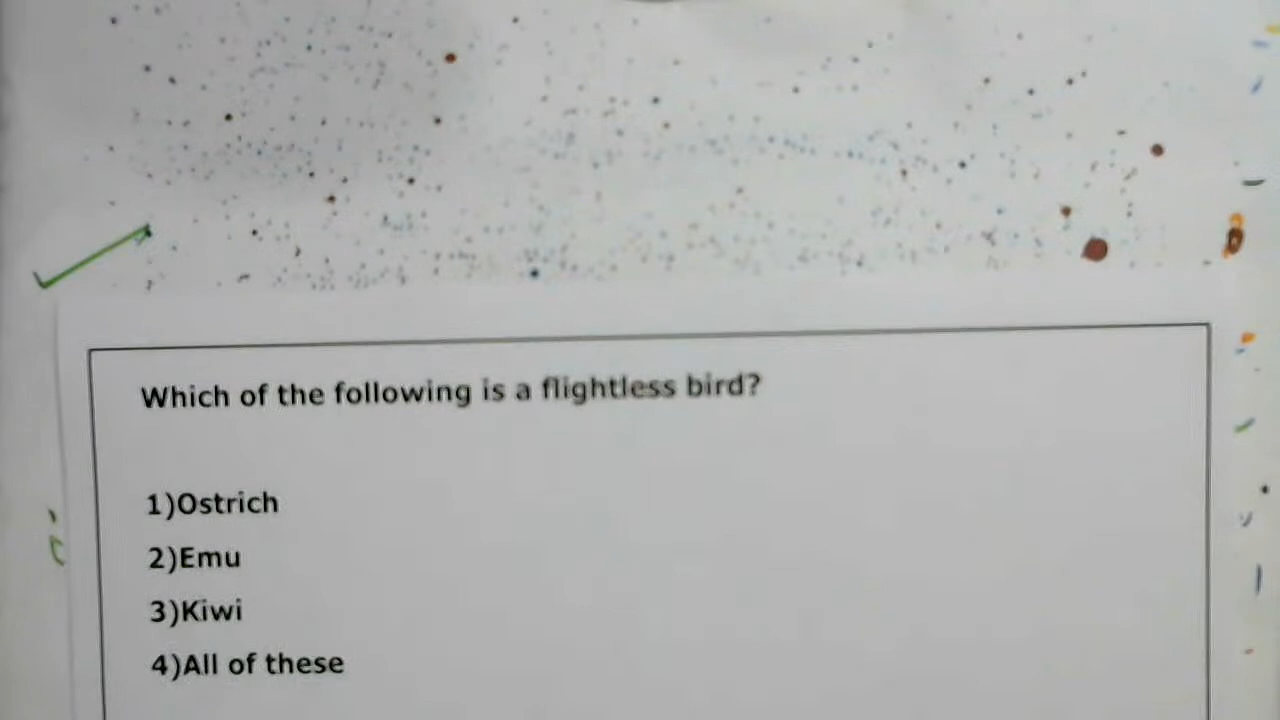 Which of the following is a flightless bird?
1)Ostrich
2)Emu
3)Kiwi
4)All of these